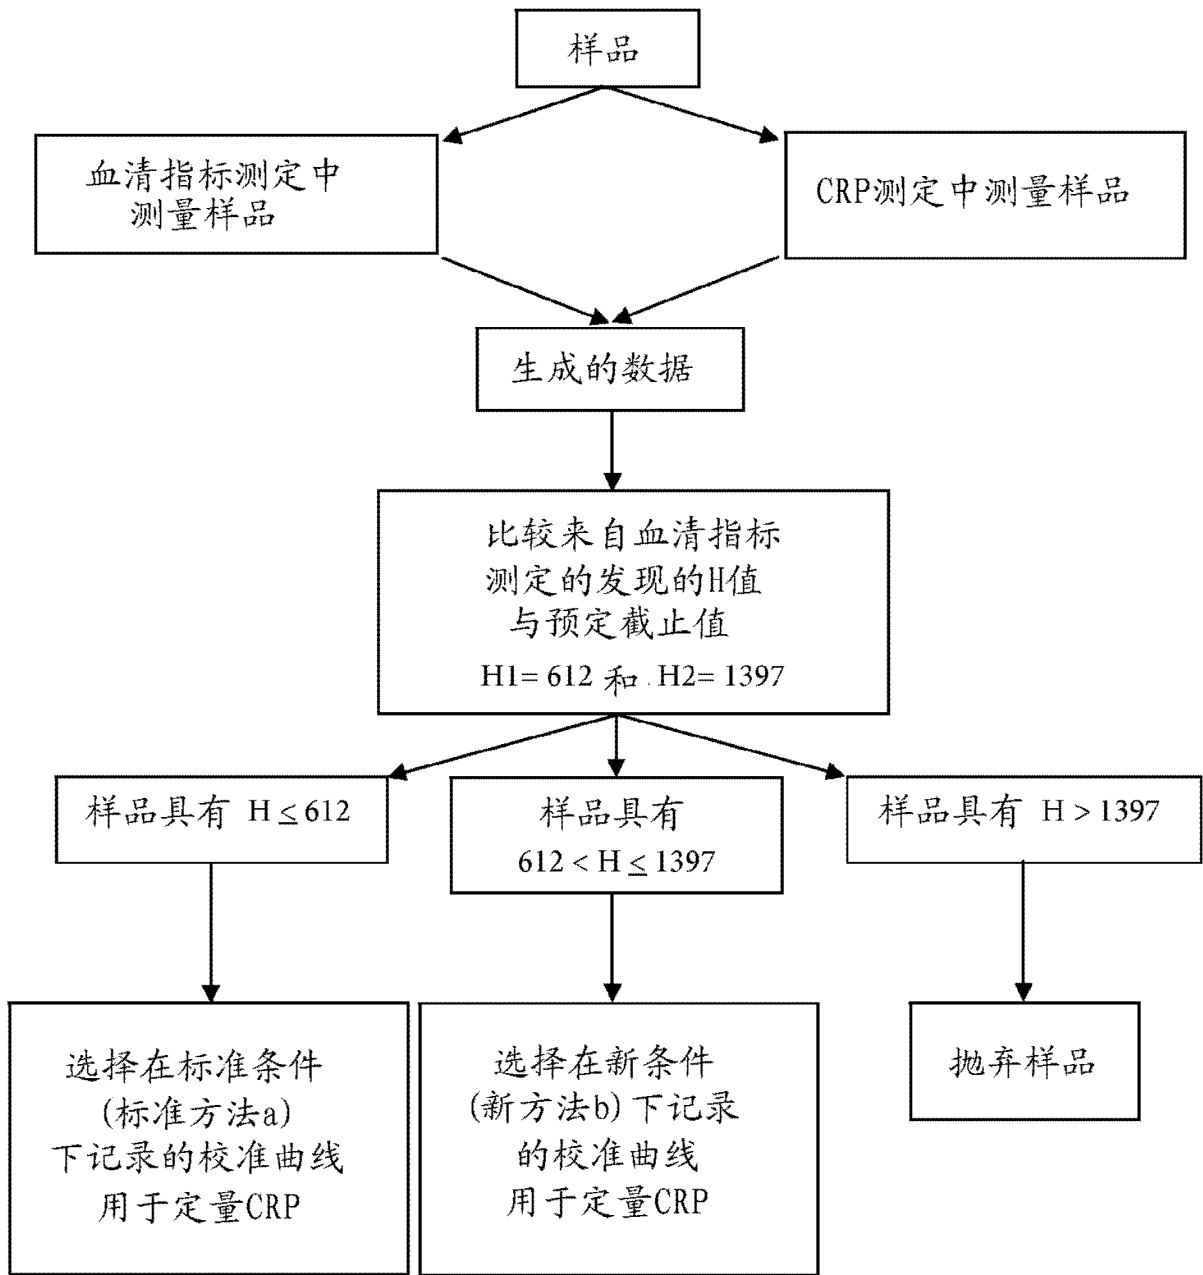 样品
血清指标测定中
测量样品
CRP测定中测量样品
生成的数据
比较来自血清指标
测定的发现的H值
与预定截止值
H1= 612 和 H2= 1397
样品具有 H ≤ 612
样品具有
612 < H ≤ 1397
样品具有 H > 1397
选择在标准条件
(标准方法a)
下记录的校准曲线
用于定量CRP
选择在新条件
(新方法b)下记录
的校准曲线
用于定量CRP
抛弃样品